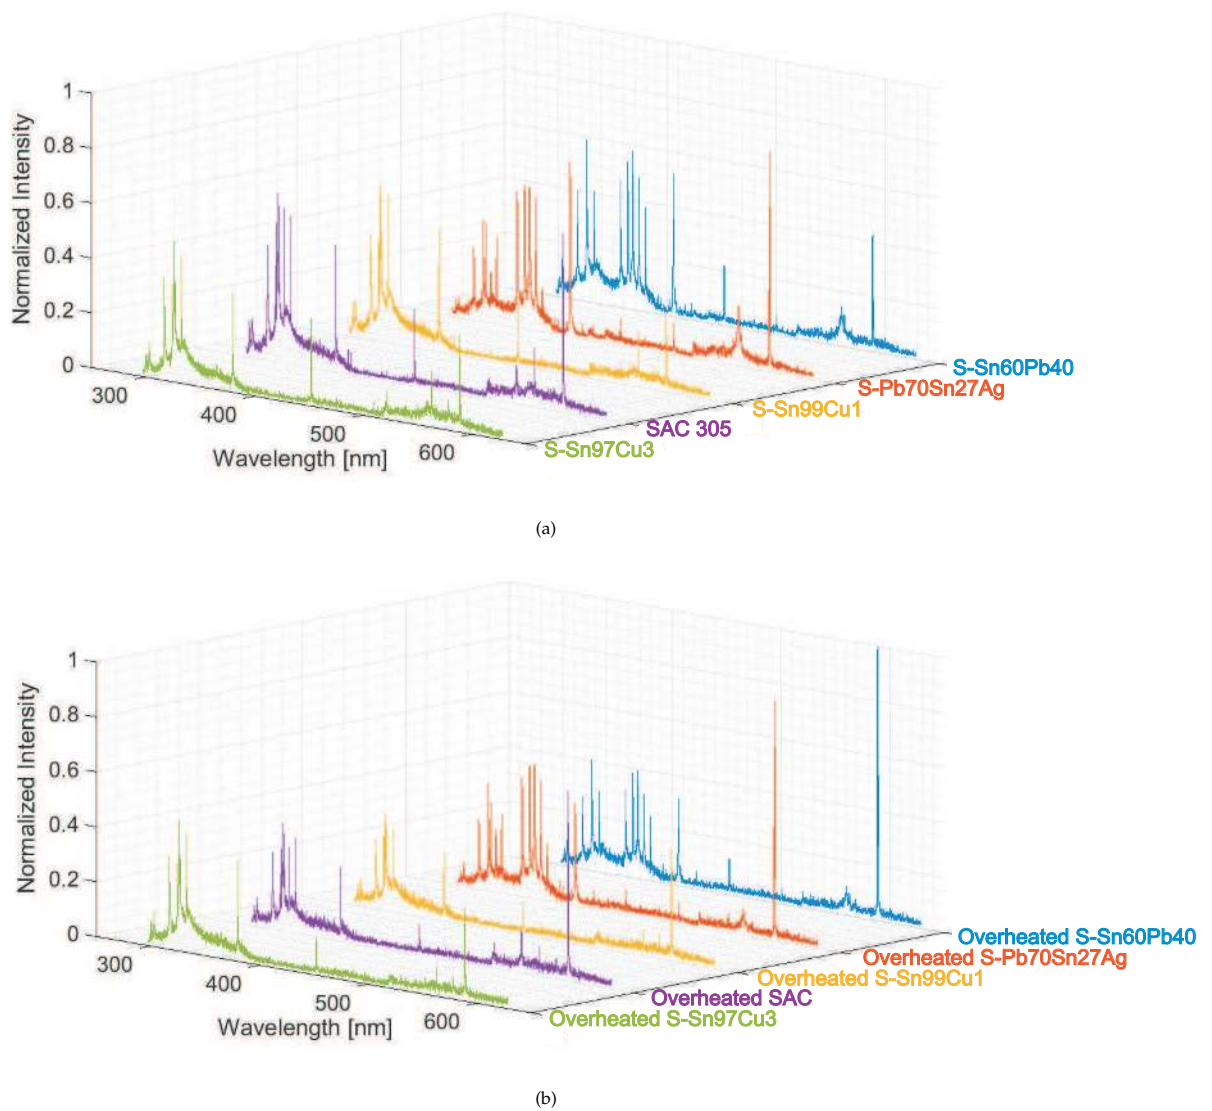 1
0.8
0.6
0.4
0.2
0
Normalized Intensity
300
400
500
600
Wavelength [nm]
S-Sn60Pb40
S-Pb70Sn27Ag
S-Sn99Cu1
SAC 305
S-Sn97Cu3
(a)
1
0.8
0.6
0.4
0.2
0
Normalized Intensity
300
400
500
600
Wavelength [nm]
Overheated S-Sn60Pb40
Overheated S-Pb70Sn27Ag
Overheated S-Sn99Cu1
Overheated SAC
Overheated S-Sn97Cu3
(b)